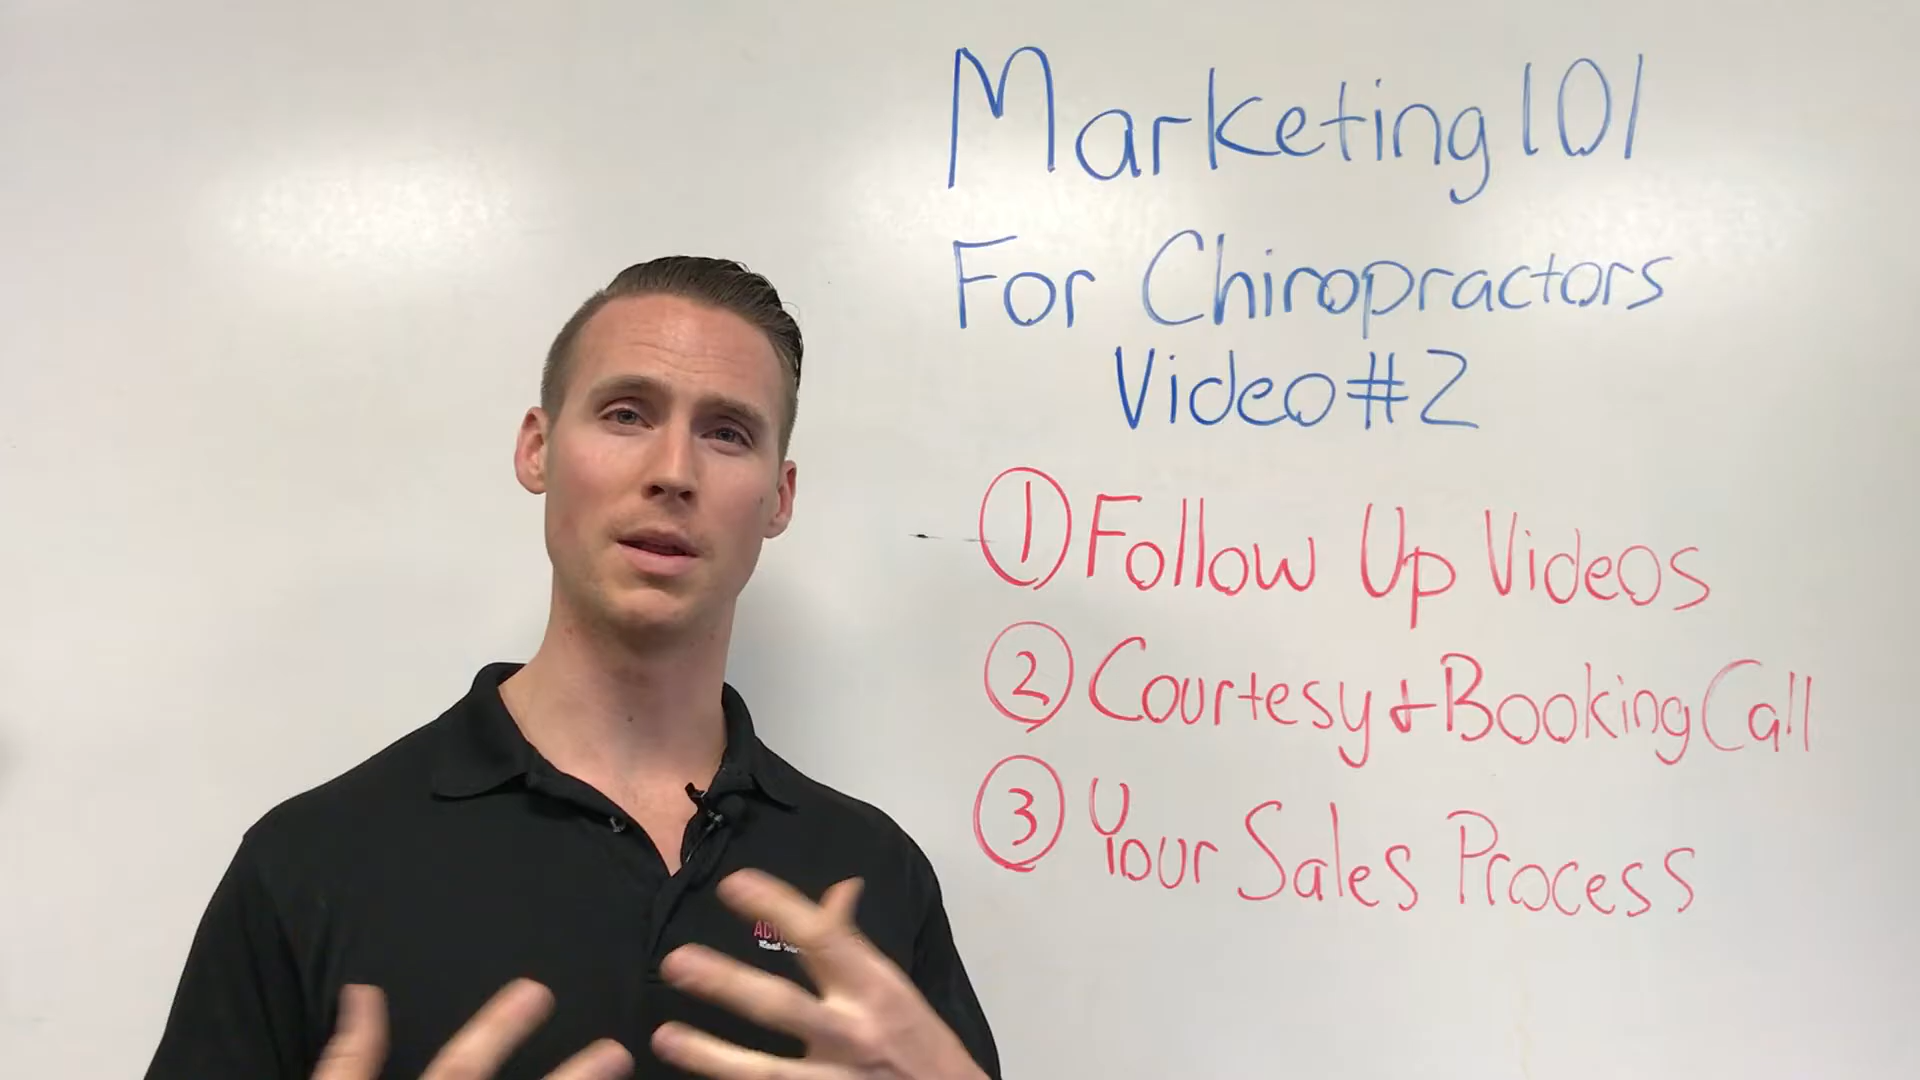 Marketing 101
For Chiropractors
Video #2
① Follow Up Videos
② Courtesy & Booking Call
③ Your Sales Process